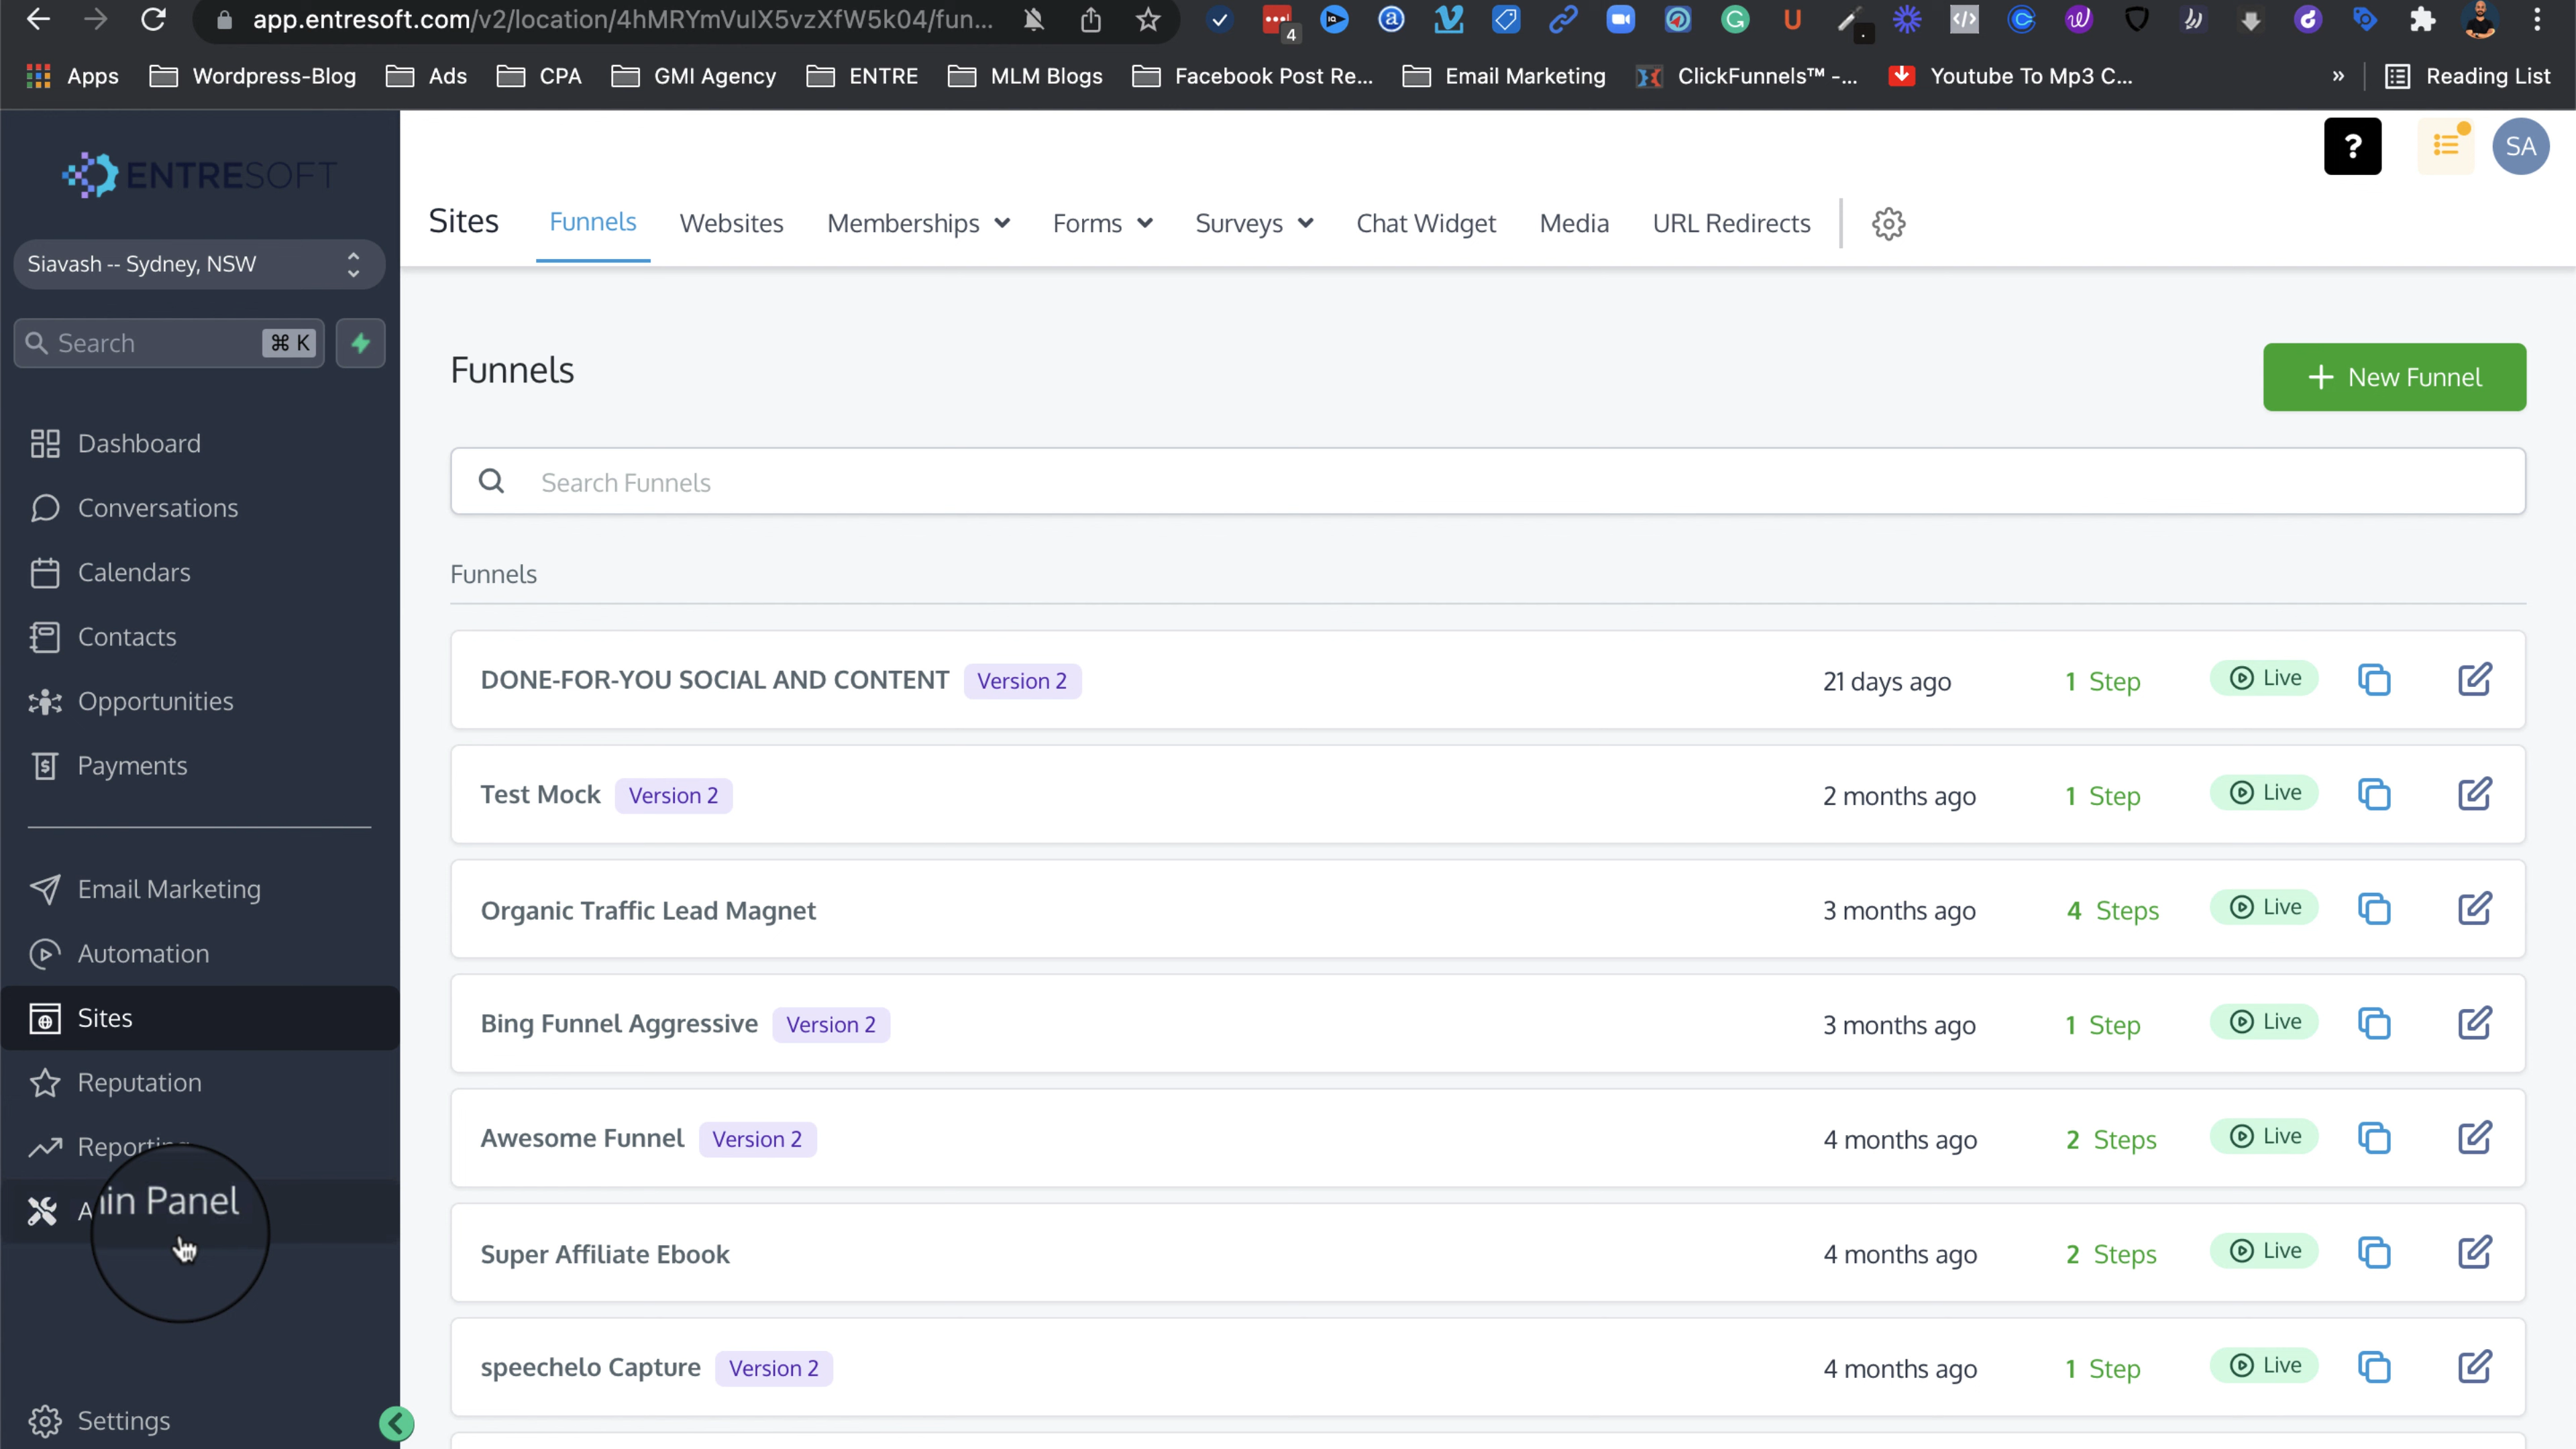 app.entresoft.com/v2/location/4hMRYmVuIX5vzXfW5k04/fun...
4
Apps Wordpress-Blog Ads CPA GMI Agency ENTRE MLM Blogs Facebook Post Re... Email Marketing ClickFunnels™ -... Youtube To Mp3 C... » Reading List
ENTRESOFT
? SA
Siavash -- Sydney, NSW
Sites Funnels Websites Memberships Forms Surveys Chat Widget Media URL Redirects
Search ⌘ K
Dashboard
Conversations
Calendars
Contacts
Opportunities
Payments
Email Marketing
Automation
Sites
Reputation
Reporting
in Panel
Settings
Funnels
+ New Funnel
Search Funnels
Funnels
DONE-FOR-YOU SOCIAL AND CONTENT Version 2 21 days ago 1 Step Live
Test Mock Version 2 2 months ago 1 Step Live
Organic Traffic Lead Magnet 3 months ago 4 Steps Live
Bing Funnel Aggressive Version 2 3 months ago 1 Step Live
Awesome Funnel Version 2 4 months ago 2 Steps Live
Super Affiliate Ebook 4 months ago 2 Steps Live
speechelo Capture Version 2 4 months ago 1 Step Live